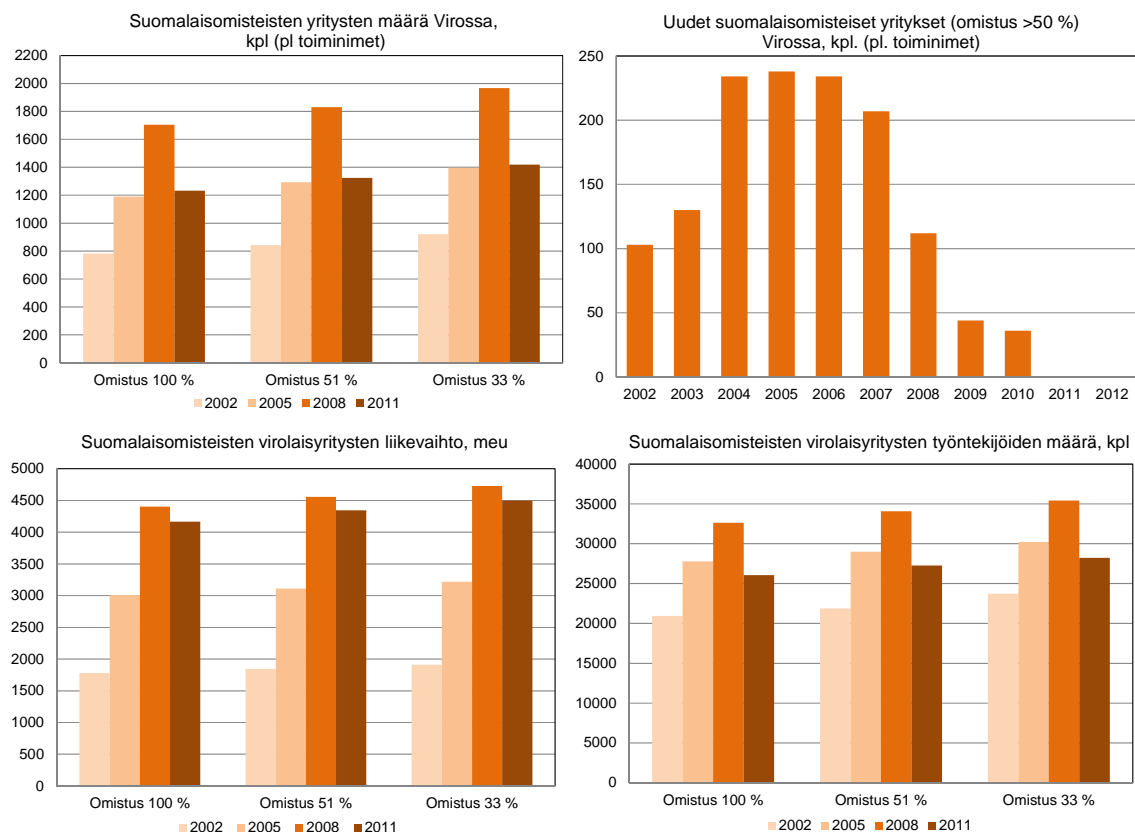 Suomalaisomisteisten yritysten määrä Virossa,
kpl (pl toiminimet)
2200
2000
1800
1600
1400
1200
1000
800
600
400
200
0
Omistus 100 % Omistus 51 % Omistus 33 %
2002 2005 2008 2011
Uudet suomalaisomisteiset yritykset (omistus >50 %)
Virossa, kpl. (pl. toiminimet)
250
200
150
100
50
0
2002 2003 2004 2005 2006 2007 2008 2009 2010 2011 2012
Suomalaisomisteisten virolaisyritysten liikevaihto, meu
5000
4500
4000
3500
3000
2500
2000
1500
1000
500
0
Omistus 100 % Omistus 51 % Omistus 33 %
2002 2005 2008 2011
Suomalaisomisteisten virolaisyritysten työntekijöiden määrä, kpl
40000
35000
30000
25000
20000
15000
10000
5000
0
Omistus 100 % Omistus 51 % Omistus 33 %
2002 2005 2008 2011